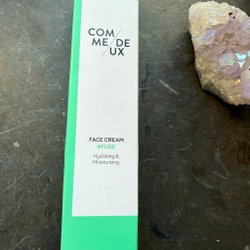 COM/
ME/DE
/UX
FACE CREAM
#FUSE
Hydrating &
Moisturizing